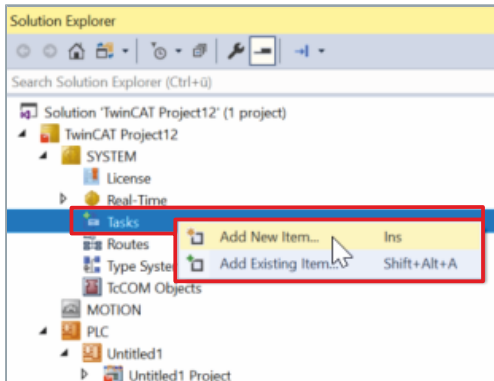 Solution Explorer
Search Solution Explorer (Ctrl+ü)
Solution 'TwinCAT Project12' (1 project)
TwinCAT Project12
SYSTEM
License
Real-Time
Tasks
Add New Item... Ins
Routes
Type Syste Add Existing Item... Shift+Alt+A
TcCOM Objects
MOTION
PLC
Untitled1
Untitled1 Project